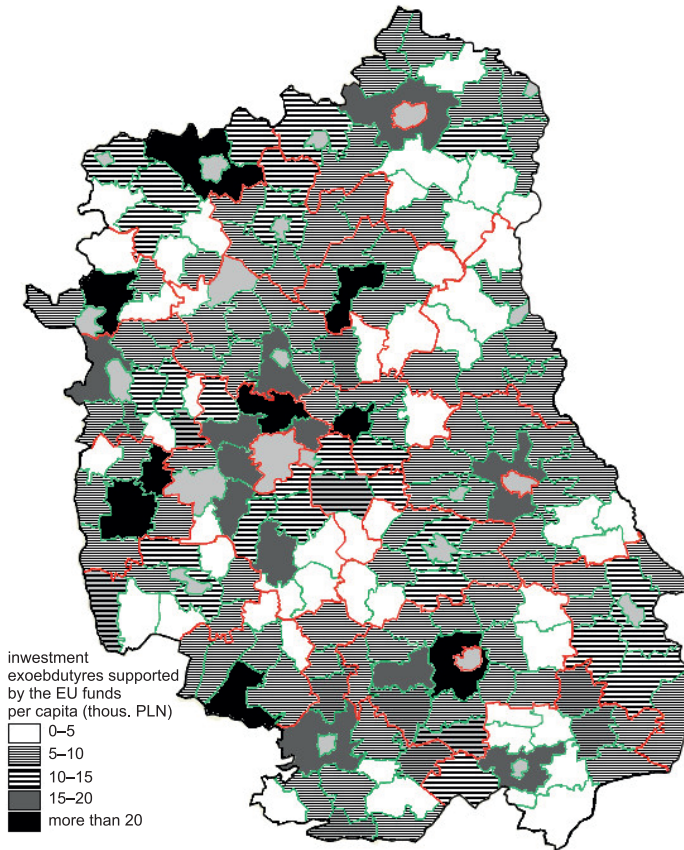 inwestment
exoebdutyres supported
by the EU funds
per capita (thous. PLN)
0–5
5–10
10–15
15–20
more than 20